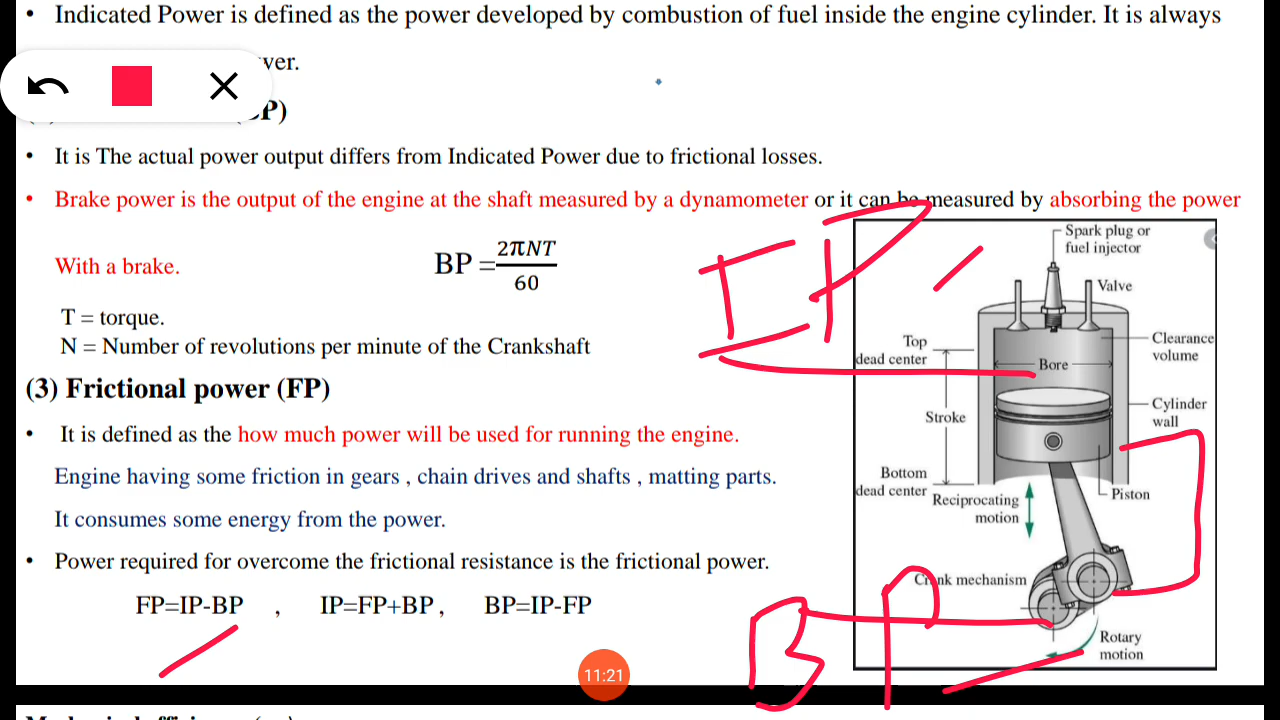 • Indicated Power is defined as the power developed by combustion of fuel inside the engine cylinder. It is always
ver.
P)
• It is The actual power output differs from Indicated Power due to frictional losses.
• Brake power is the output of the engine at the shaft measured by a dynamometer or it can be measured by absorbing the power
With a brake.
BP = 2πNT / 60
T = torque.
N = Number of revolutions per minute of the Crankshaft
(3) Frictional power (FP)
• It is defined as the how much power will be used for running the engine.
Engine having some friction in gears , chain drives and shafts , matting parts.
It consumes some energy from the power.
• Power required for overcome the frictional resistance is the frictional power.
FP=IP-BP , IP=FP+BP , BP=IP-FP
IP
Spark plug or
fuel injector
Valve
Top
dead center
Clearance
volume
Bore
Stroke
Cylinder
wall
Bottom
dead center
Reciprocating
motion
Piston
Crank mechanism
Rotary
motion
BP
11:21